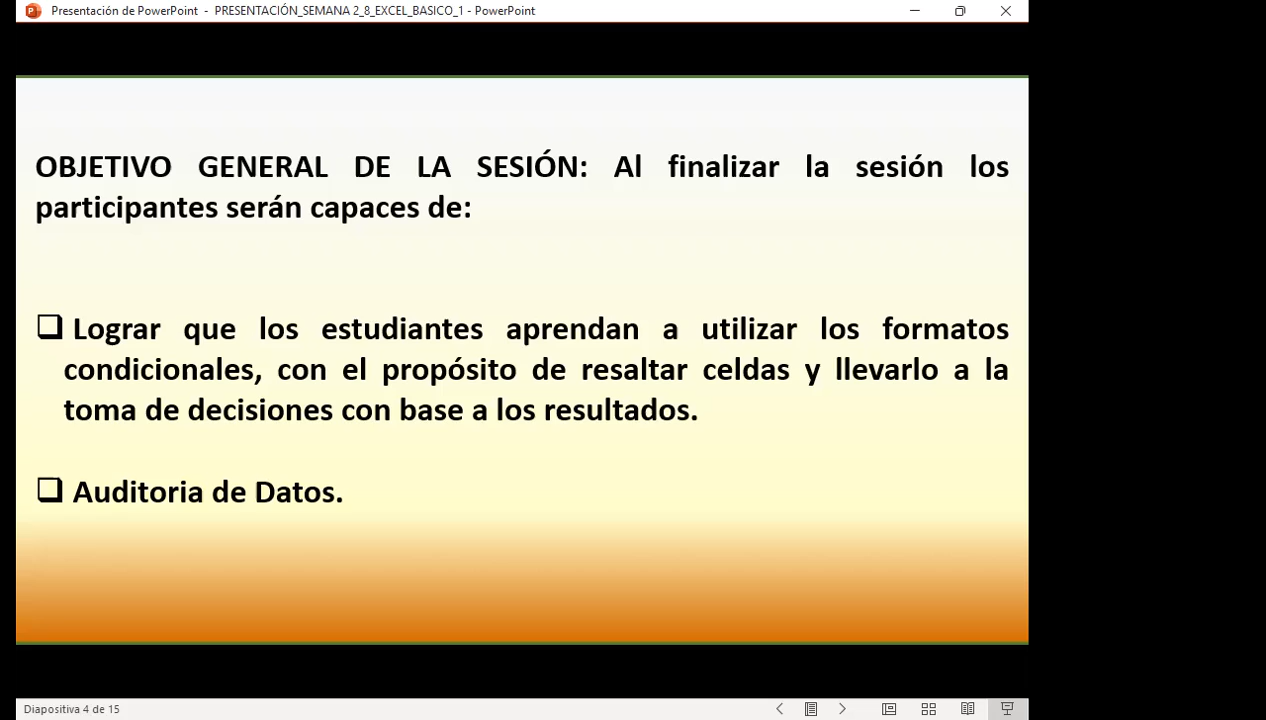 Presentación de PowerPoint - PRESENTACIÓN_SEMANA 2_8_EXCEL_BASICO_1 - PowerPoint
OBJETIVO GENERAL DE LA SESIÓN: Al finalizar la sesión los
participantes serán capaces de:
Lograr que los estudiantes aprendan a utilizar los formatos
condicionales, con el propósito de resaltar celdas y llevarlo a la
toma de decisiones con base a los resultados.
Auditoria de Datos.
Diapositiva 4 de 15